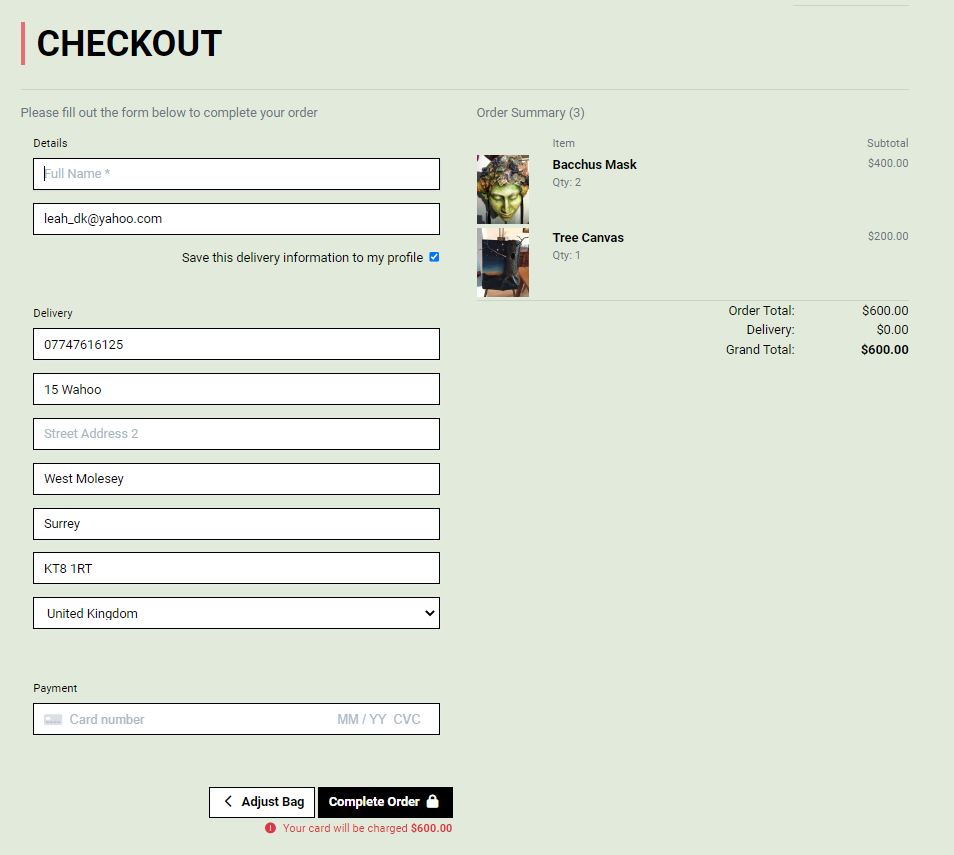 CHECKOUT
Please fill out the form below to complete your order
Details
Full Name *
leah_dk@yahoo.com
Save this delivery information to my profile
Delivery
07747616125
15 Wahoo
Street Address 2
West Molesey
Surrey
KT8 1RT
United Kingdom
Payment
Card number MM / YY CVC
Adjust Bag Complete Order
Your card will be charged $600.00
Order Summary (3)
Item Subtotal
Bacchus Mask $400.00
Qty: 2
Tree Canvas $200.00
Qty: 1
Order Total: $600.00
Delivery: $0.00
Grand Total: $600.00